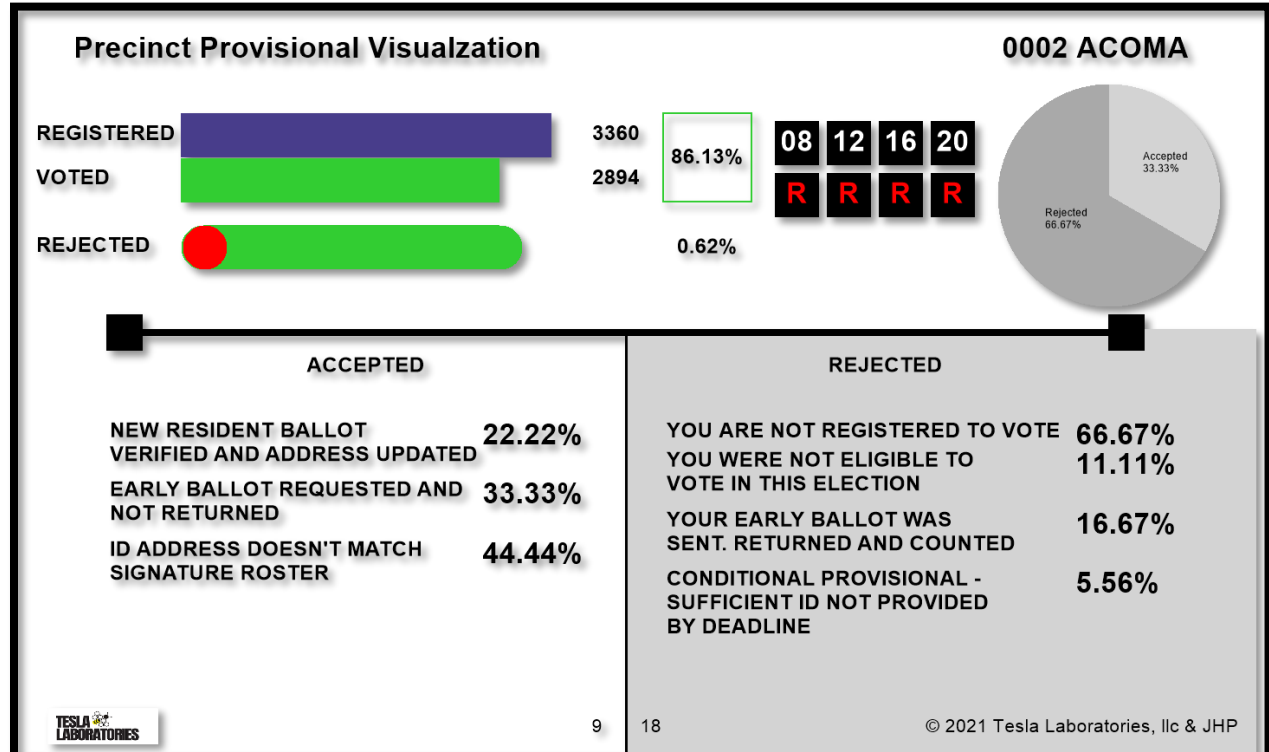 Precinct Provisional Visualzation
0002 ACOMA
REGISTERED
3360
VOTED
2894
86.13%
08 12 16 20
R R R R
REJECTED
0.62%
Accepted
33.33%
Rejected
66.67%
ACCEPTED
NEW RESIDENT BALLOT
VERIFIED AND ADDRESS UPDATED
22.22%
EARLY BALLOT REQUESTED AND
NOT RETURNED
33.33%
ID ADDRESS DOESN'T MATCH
SIGNATURE ROSTER
44.44%
9
REJECTED
YOU ARE NOT REGISTERED TO VOTE
66.67%
YOU WERE NOT ELIGIBLE TO
VOTE IN THIS ELECTION
11.11%
YOUR EARLY BALLOT WAS
SENT. RETURNED AND COUNTED
16.67%
CONDITIONAL PROVISIONAL -
SUFFICIENT ID NOT PROVIDED
BY DEADLINE
5.56%
18
TESLA
LABORATORIES
© 2021 Tesla Laboratories, llc & JHP